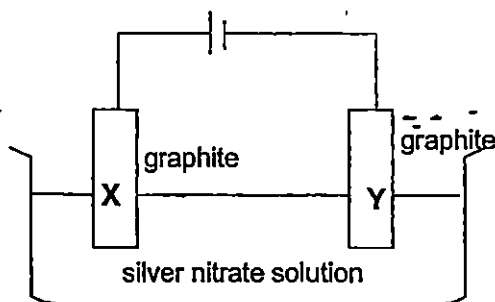 graphite
graphite
X
Y
silver nitrate solution